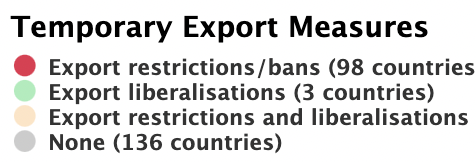 Temporary Export Measures
Export restrictions/bans (98 countries
Export liberalisations (3 countries)
Export restrictions and liberalisations
None (136 countries)